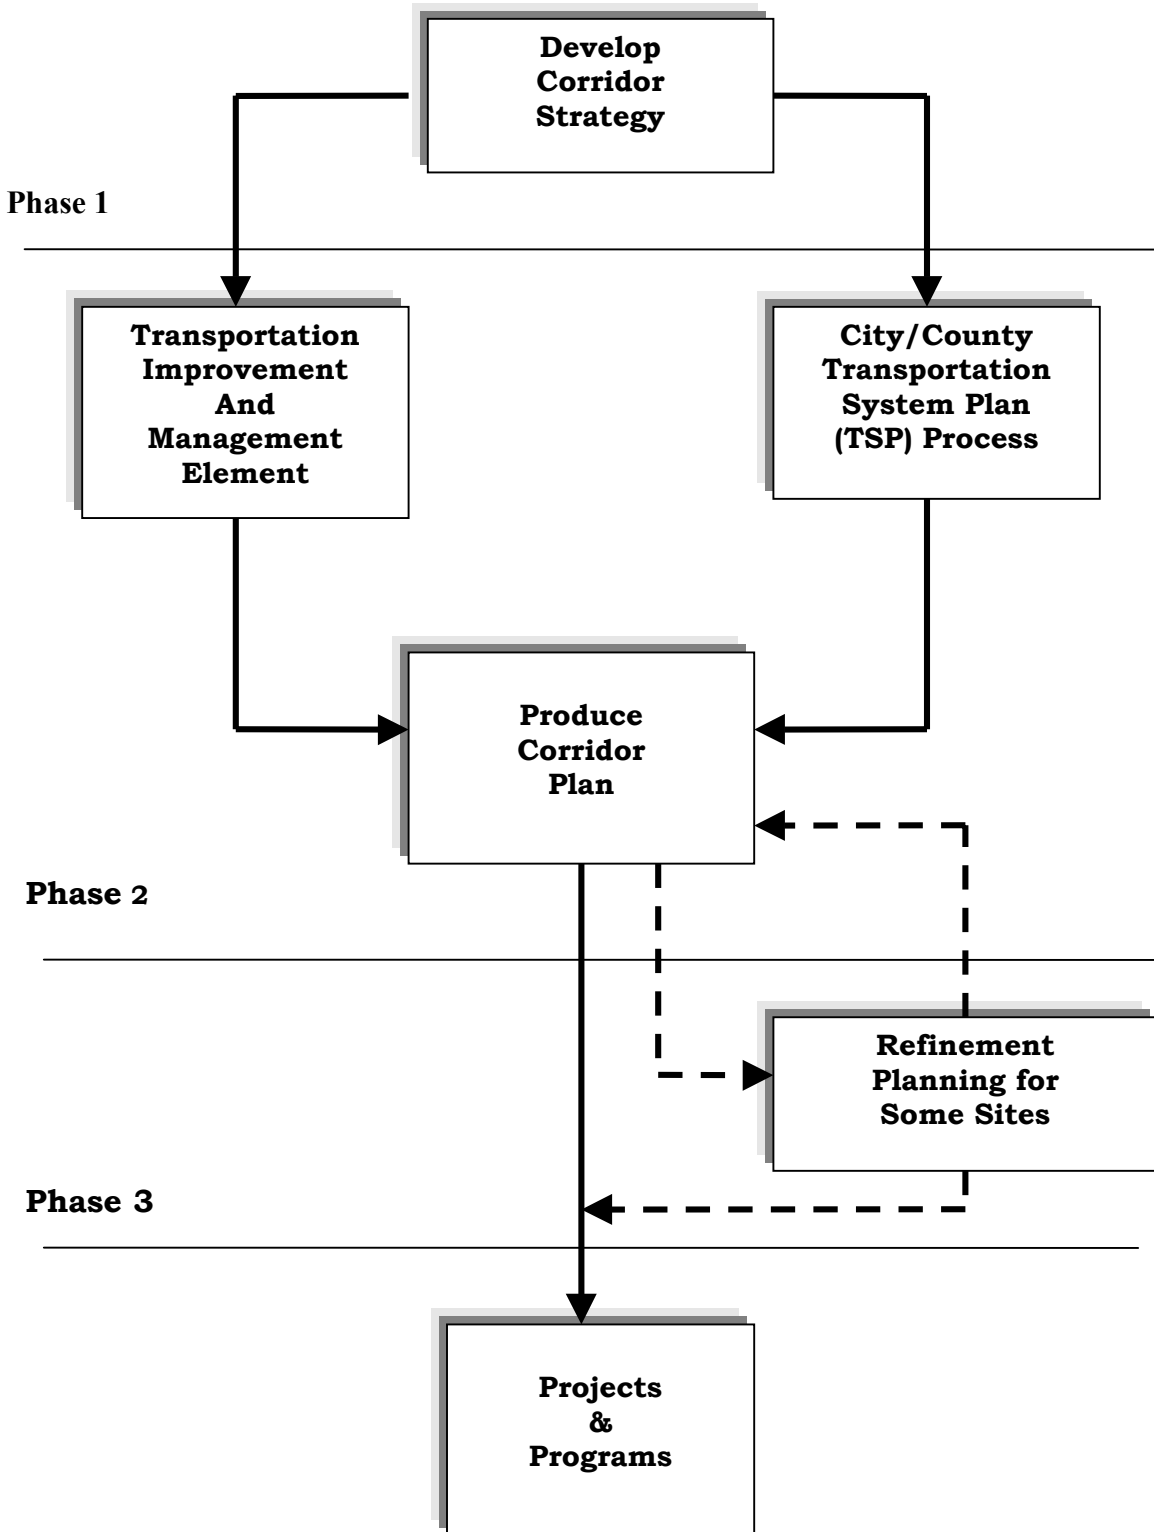 Develop
Corridor
Strategy
Phase 1
Transportation
Improvement
And
Management
Element
City/County
Transportation
System Plan
(TSP) Process
Produce
Corridor
Plan
Phase 2
Refinement
Planning for
Some Sites
Phase 3
Projects
&
Programs